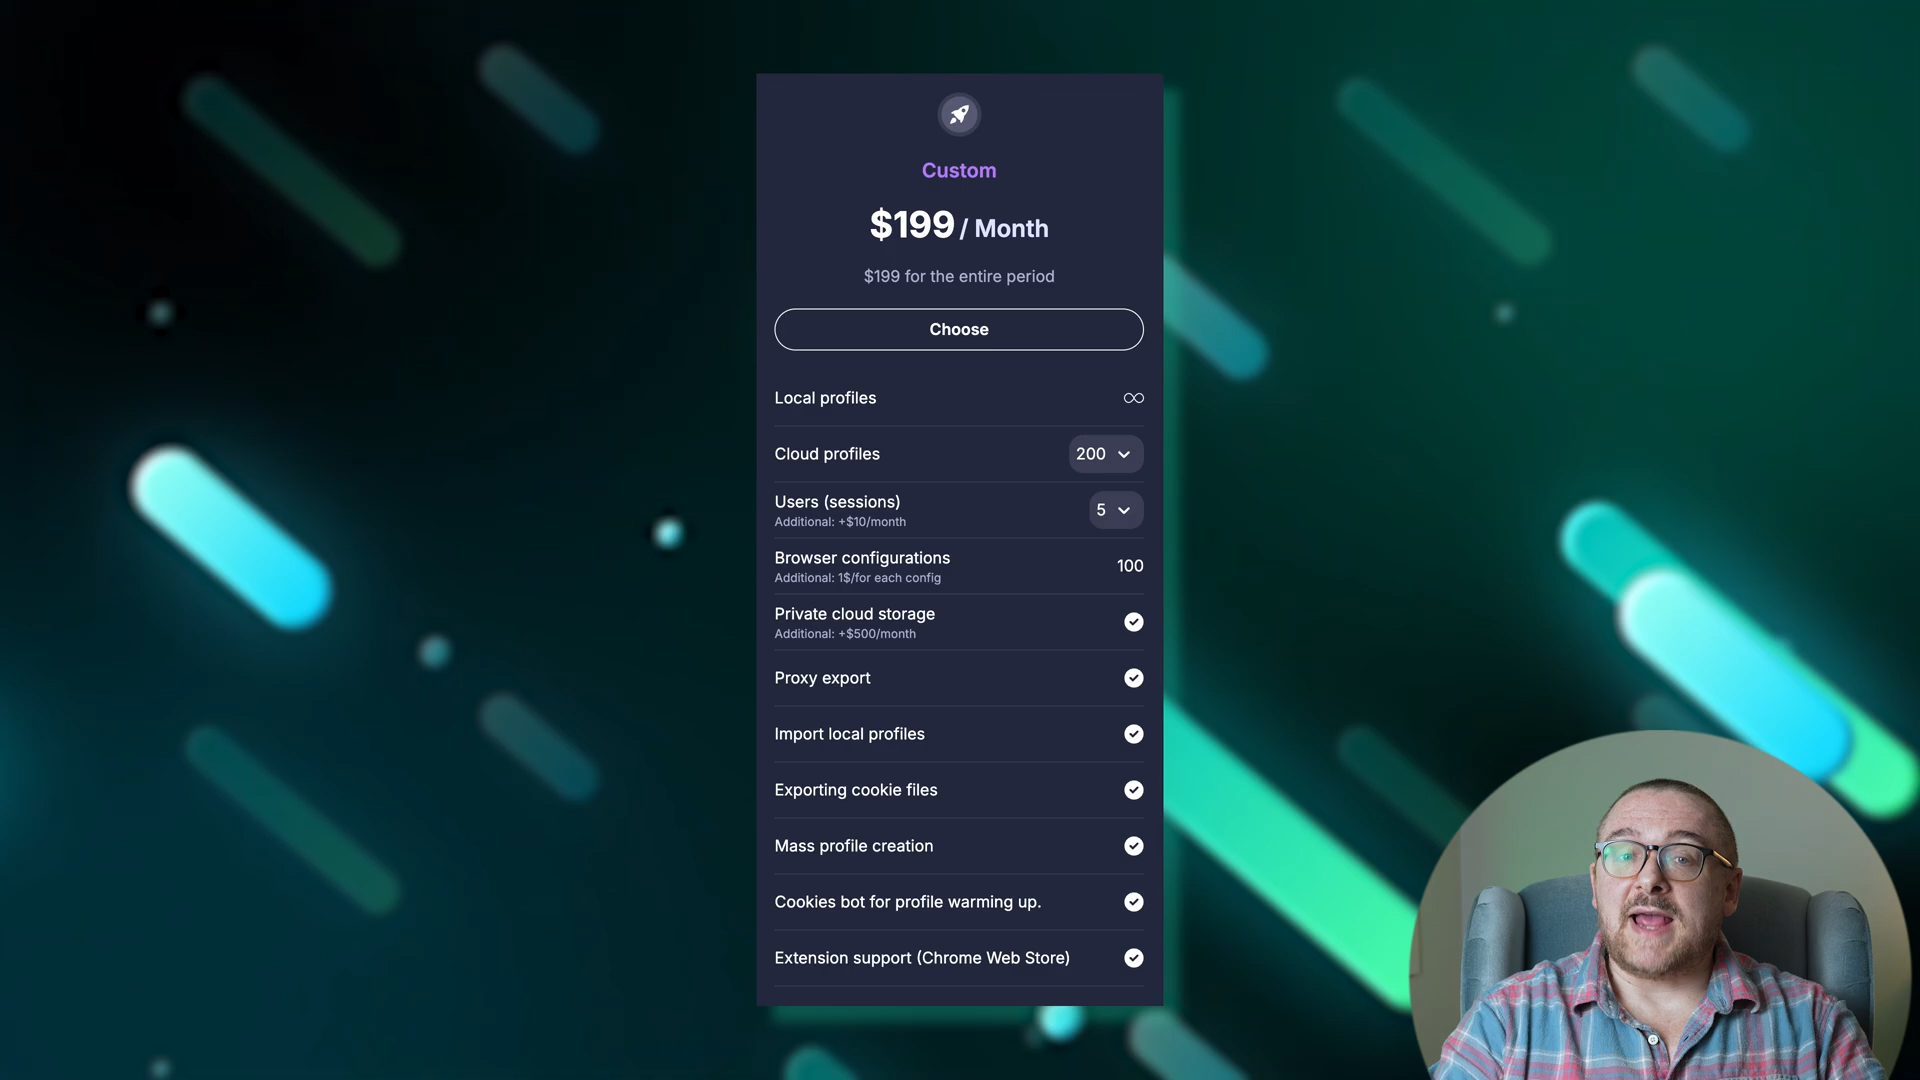 Custom
$199 / Month
$199 for the entire period
Choose
Local profiles ∞
Cloud profiles 200
Users (sessions) 5
Additional: +$10/month
Browser configurations 100
Additional: 1$/for each config
Private cloud storage
Additional: +$500/month
Proxy export
Import local profiles
Exporting cookie files
Mass profile creation
Cookies bot for profile warming up.
Extension support (Chrome Web Store)